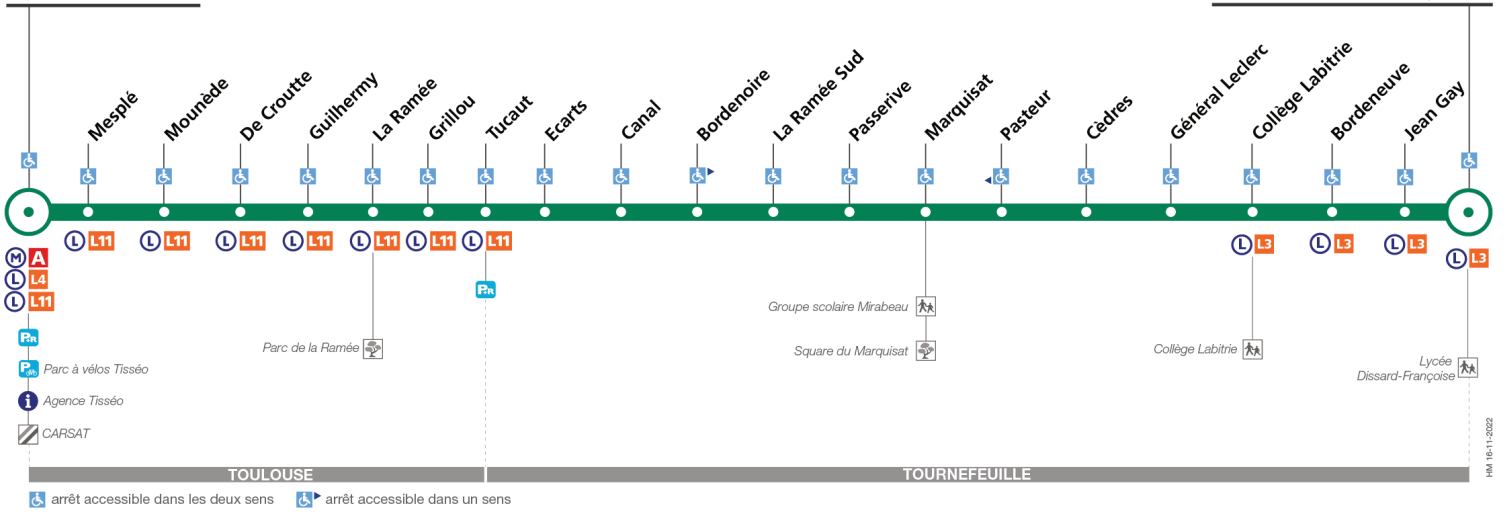 Mesplé
Mounède
De Croutte
Guilhermy
La Ramée
Grillou
Tucaut
Ecarts
Canal
Bordenoire
La Ramée Sud
Passerive
Marquisat
Pasteur
Cèdres
Général Leclerc
Collège Labitrie
Bordeneuve
Jean Gay
L L11
L L11
L L11
L L11
L L11
L L11
L L11
L L3
L L3
L L3
L L3
M A
L L4
L L11
P+R
P+R
Groupe scolaire Mirabeau
Parc de la Ramée
Square du Marquisat
Collège Labitrie
Lycée
Dissard-Françoise
P Parc à vélos Tisséo
i Agence Tisséo
CARSAT
HM 16-11-2022
TOULOUSE
TOURNEFEUILLE
arrêt accessible dans les deux sens
arrêt accessible dans un sens